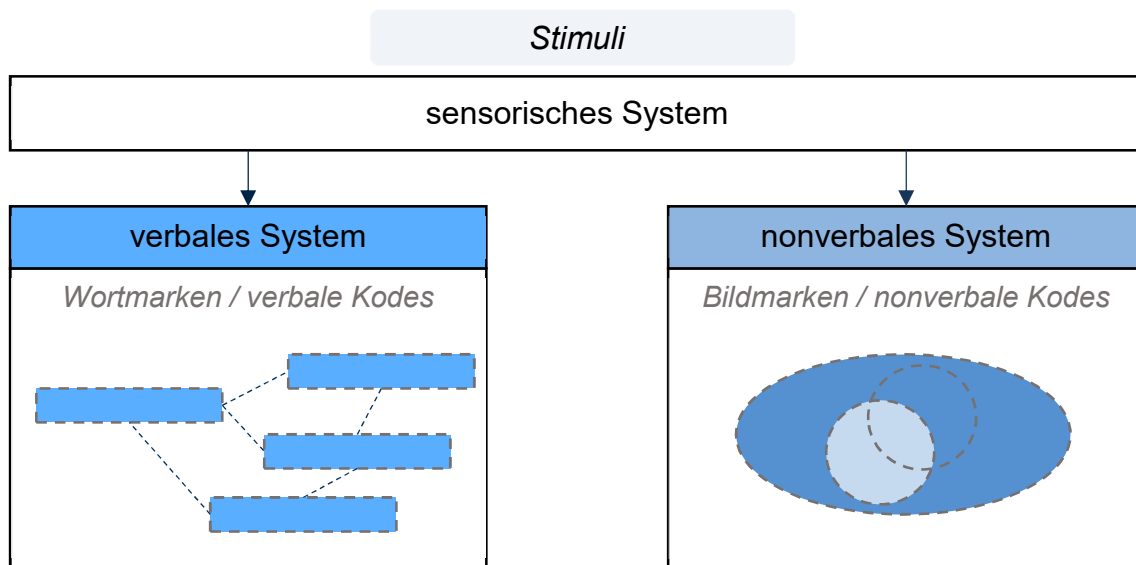 Stimuli
sensorisches System
verbales System
nonverbales System
Wortmarken / verbale Kodes
Bildmarken / nonverbale Kodes